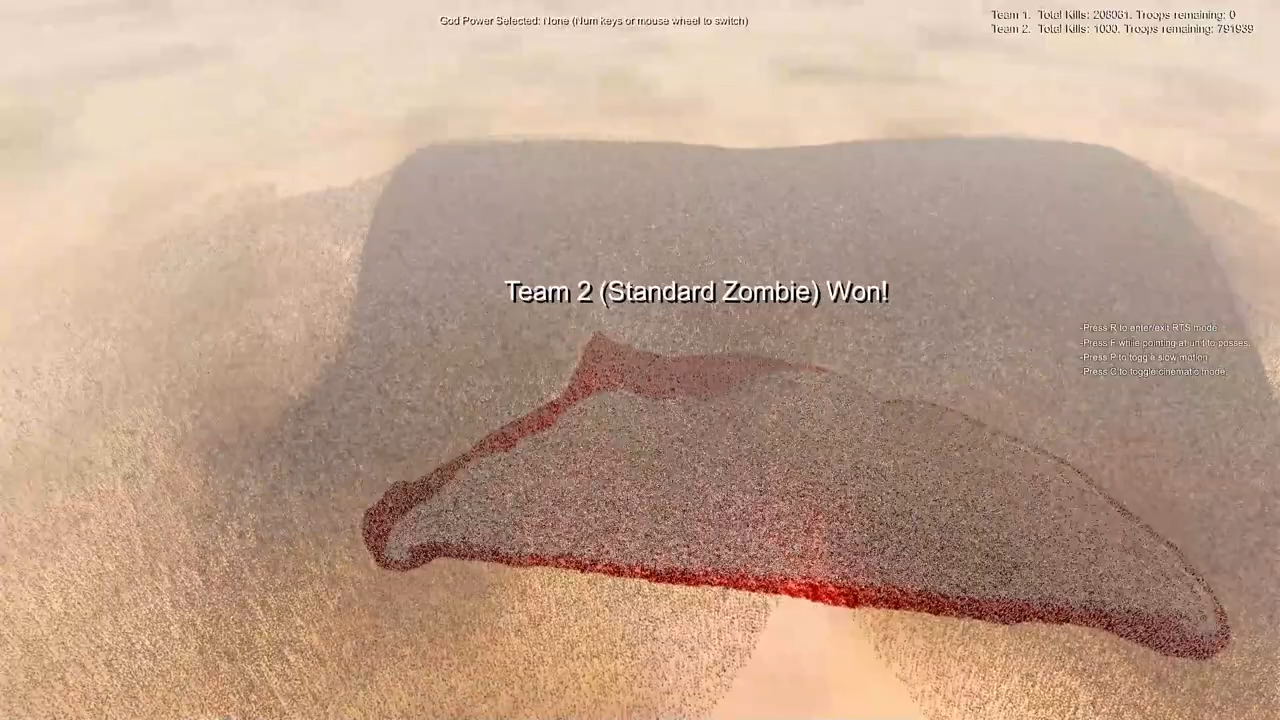 God Power Selected: None (Num keys or mouse wheel to switch)
Team 1. Total Kills: 208061. Troops remaining: 0
Team 2. Total Kills: 1000. Troops remaining: 791939
Team 2 (Standard Zombie) Won!
-Press R to enter/exit RTS mode.
-Press F while pointing at unit to posses.
-Press P to toggle slow motion
-Press C to toggle cinematic mode.